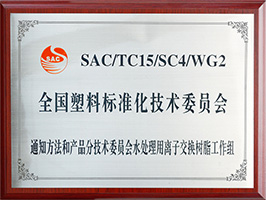 SAC
SAC/TC15/SC4/WG2
全国塑料标准化技术委员会
通知方法和产品分技术委员会水处理用离子交换树脂工作组